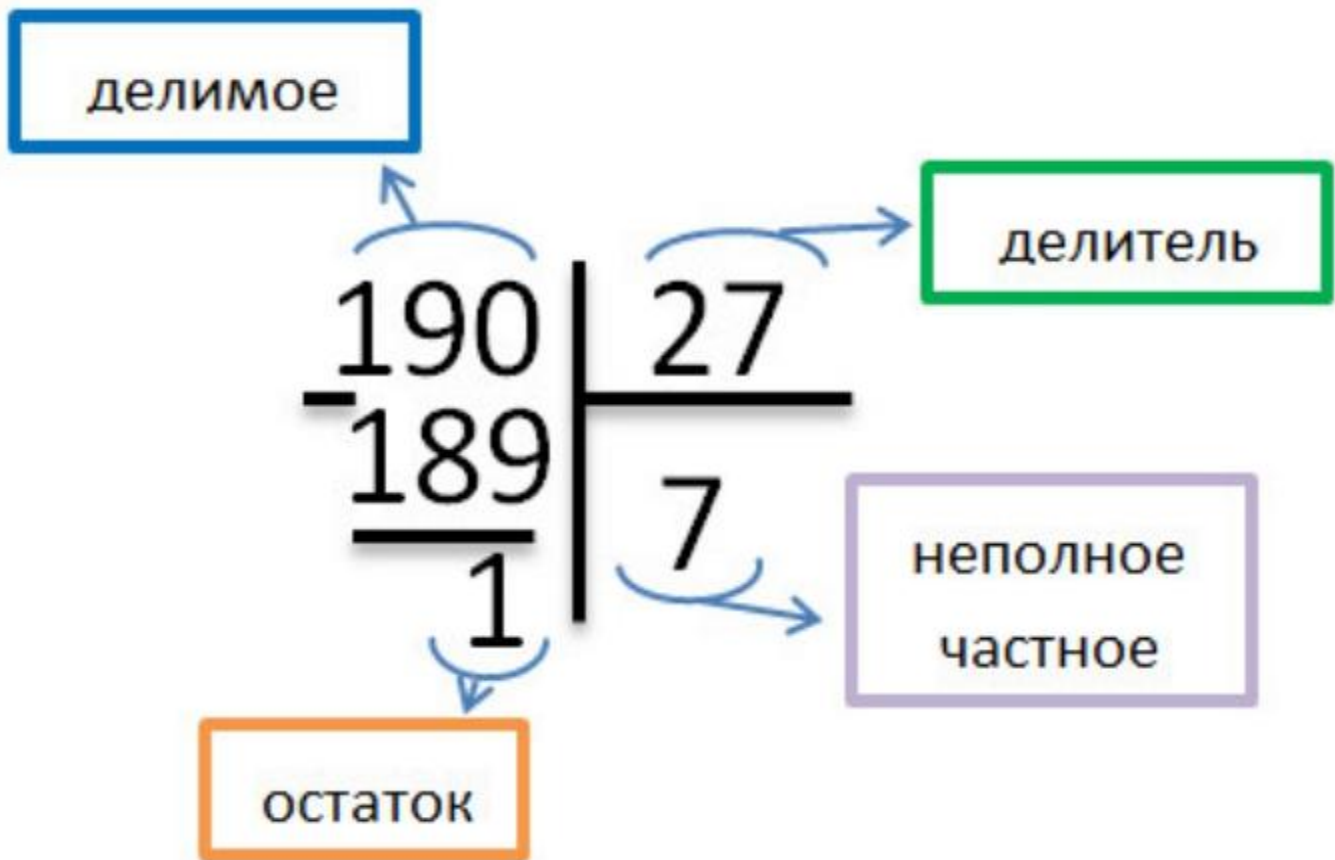 делимое
делитель
190 27
- 189
7
1
неполное
частное
остаток